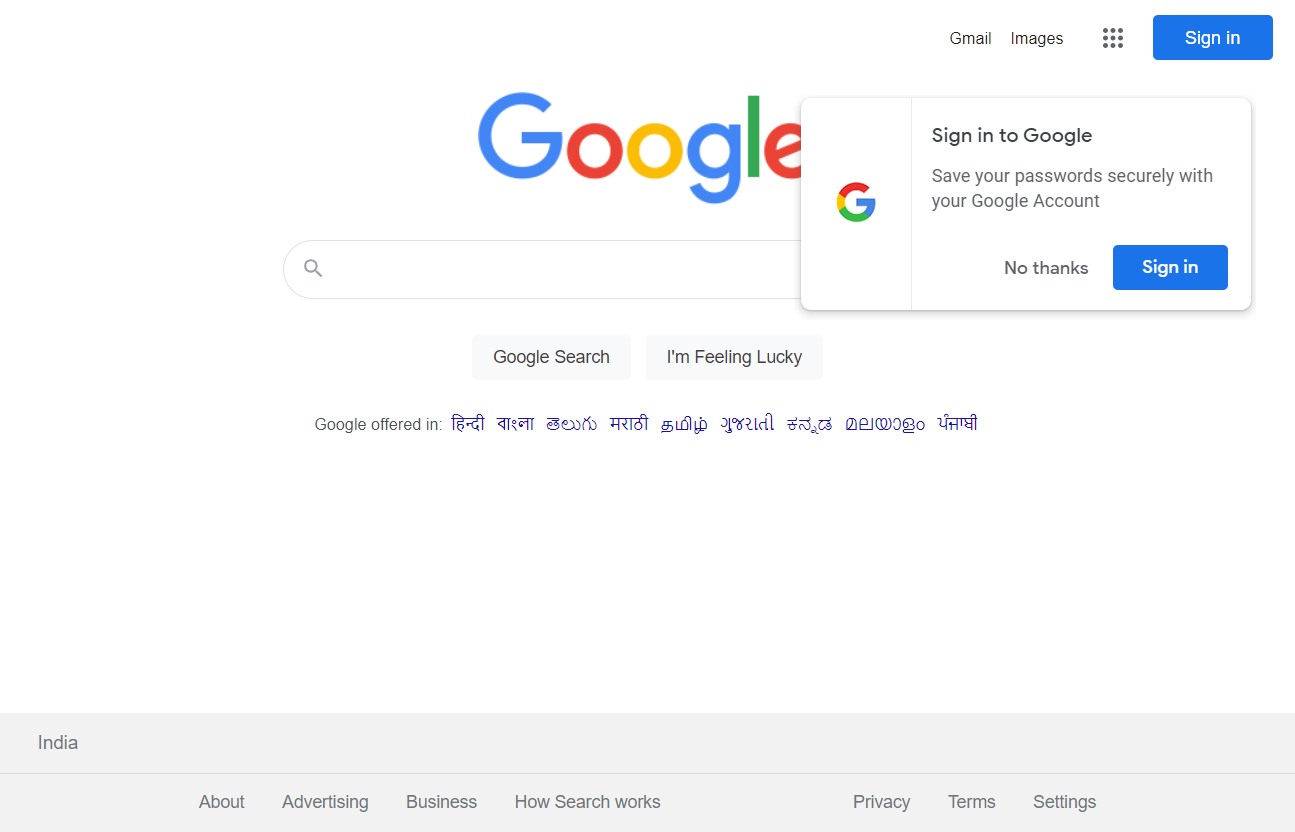 Gmail Images Sign in
Google
Sign in to Google
Save your passwords securely with
your Google Account
No thanks Sign in
Google Search I'm Feeling Lucky
Google offered in: हिन्दी বাংলা తెలుగు मराठी தமிழ் ગુજરાતી ಕನ್ನಡ മലയാളം ਪੰਜਾਬੀ
India
About Advertising Business How Search works Privacy Terms Settings